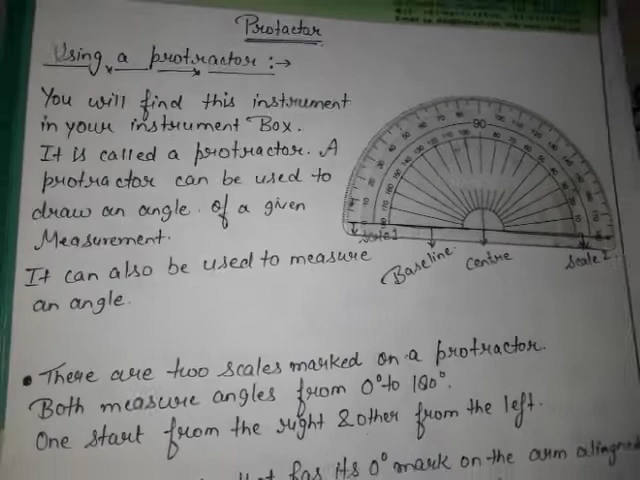 Protactor
Using a protractor :→
You will find this instrument
in your instrument Box.
It is called a protractor. A
protractor can be used to
draw an angle of a given
Measurement.
It can also be used to measure
an angle.
90
Scale 1
Baseline
Centre
Scale 2
• There are two scales marked on a protractor.
Both measure angles from 0° to 180°.
One start from the right & other from the left.
that has its 0° mark on the arm alingned